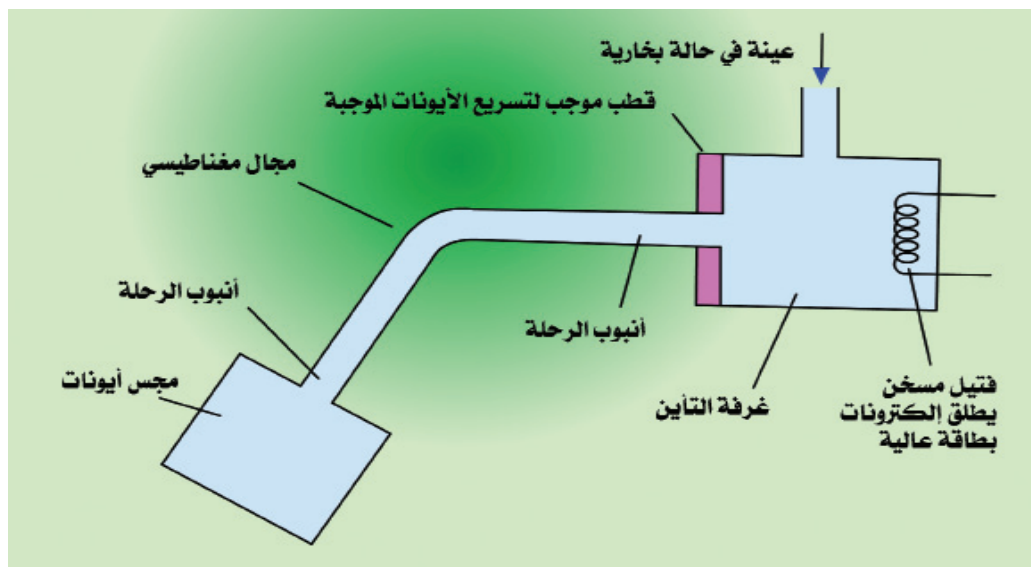 عينة في حالة بخارية
قطب موجب لتسريع الأيونات الموجبة
مجال مغناطيسي
أنبوب الرحلة
أنبوب الرحلة
مجس أيونات
غرفة التأين
فتيل مسخن
يطلق إلكترونات
بطاقة عالية